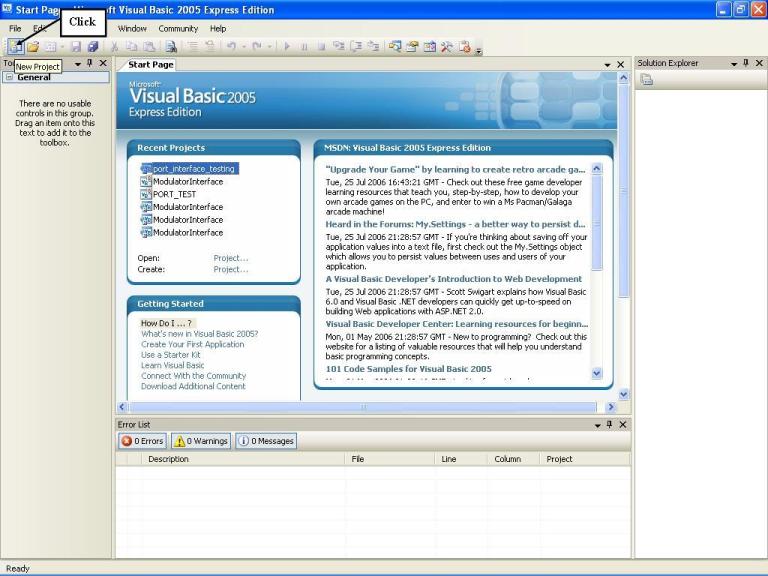 Start Pag oft Visual Basic 2005 Express Edition
Click
File Ed Window Community Help
Too
New Project
General
There are no usable
controls in this group.
Drag an item onto this
text to add it to the
toolbox.
Start Page
Microsoft
Visual Basic 2005
Express Edition
Recent Projects
port_interface_testing
ModulatorInterface
PORT_TEST
ModulatorInterface
ModulatorInterface
ModulatorInterface
Open: Project...
Create: Project...
Getting Started
How Do I ... ?
What's new in Visual Basic 2005?
Create Your First Application
Use a Starter Kit
Learn Visual Basic
Connect With the Community
Download Additional Content
MSDN: Visual Basic 2005 Express Edition
"Upgrade Your Game" by learning to create retro arcade ga...
Tue, 25 Jul 2006 16:43:21 GMT - Check out these free game developer
learning resources that teach you, step-by-step, how to develop your
own arcade games on the PC, and enter to win a Ms Pacman/Galaga
arcade machine!
Heard in the Forums: My.Settings - a better way to persist d...
Tue, 25 Jul 2006 21:28:57 GMT - If you're thinking about saving off your
application values into a text file, first check out the My.Settings object
which allows you to persist values between uses and users of your
application.
A Visual Basic Developer's Introduction to Web Development
Tue, 25 Jul 2006 21:28:57 GMT - Scott Swigart explains how Visual Basic
6.0 and Visual Basic .NET developers can quickly get up-to-speed on
building Web applications with ASP.NET 2.0.
Visual Basic Developer Center: Learning resources for beginn...
Mon, 01 May 2006 21:28:57 GMT - New to programming? Check out this
website for a listing of valuable resources that will help you understand
basic programming concepts.
101 Code Samples for Visual Basic 2005
Solution Explorer
Error List
0 Errors 0 Warnings 0 Messages
Description File Line Column Project
Ready